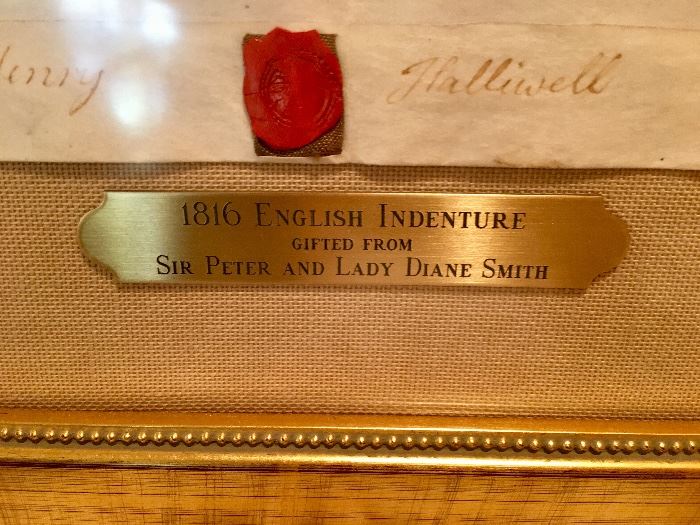 Henry Halliwell
1816 English Indenture
gifted from
Sir Peter and Lady Diane Smith